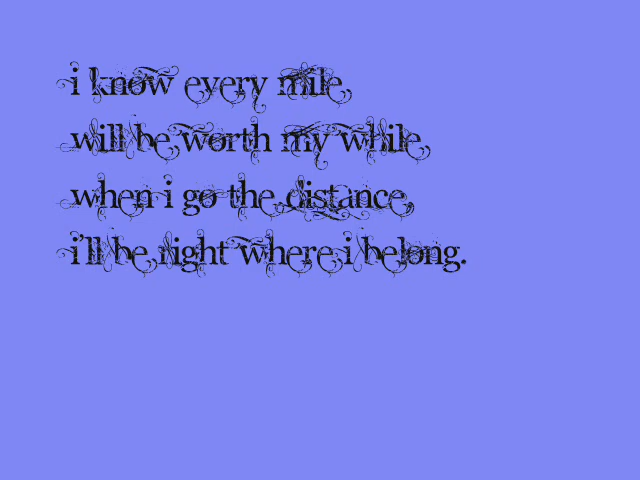 i know every mile
will be worth my while
when i go the distance,
i'll be right where i belong.